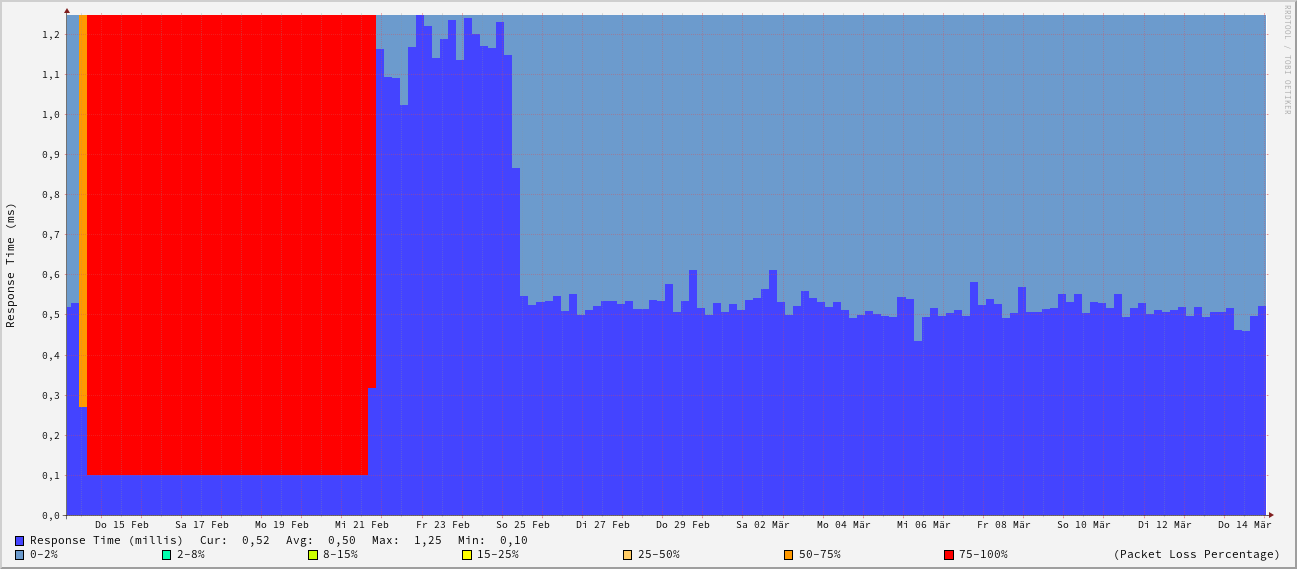 RRDTOOL / TOBI OETIKER
Response Time (ms)
1,2
1,1
1,0
0,9
0,8
0,7
0,6
0,5
0,4
0,3
0,2
0,1
0,0
Do 15 Feb Sa 17 Feb Mo 19 Feb Mi 21 Feb Fr 23 Feb So 25 Feb Di 27 Feb Do 29 Feb Sa 02 Mär Mo 04 Mär Mi 06 Mär Fr 08 Mär So 10 Mär Di 12 Mär Do 14 Mär
Response Time (millis) Cur: 0,52 Avg: 0,50 Max: 1,25 Min: 0,10
0-2% 2-8% 8-15% 15-25% 25-50% 50-75% 75-100% (Packet Loss Percentage)